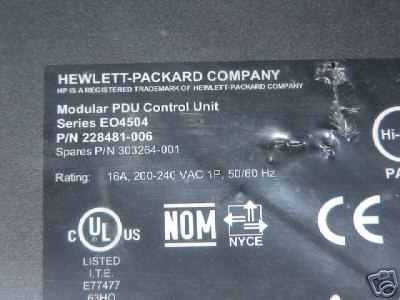 HEWLETT-PACKARD COMPANY
HP IS A REGISTERED TRADEMARK OF HEWLETT-PACKARD COMPANY
Modular PDU Control Unit
Series EO4504
P/N 228481-006
Spares P/N 303264-001
Rating: 16A, 200-240 VAC 1P, 50/60 Hz
Hi-
PA
C UL US
LISTED
I.T.E.
E77477
63HO
NOM
NYCE
CE